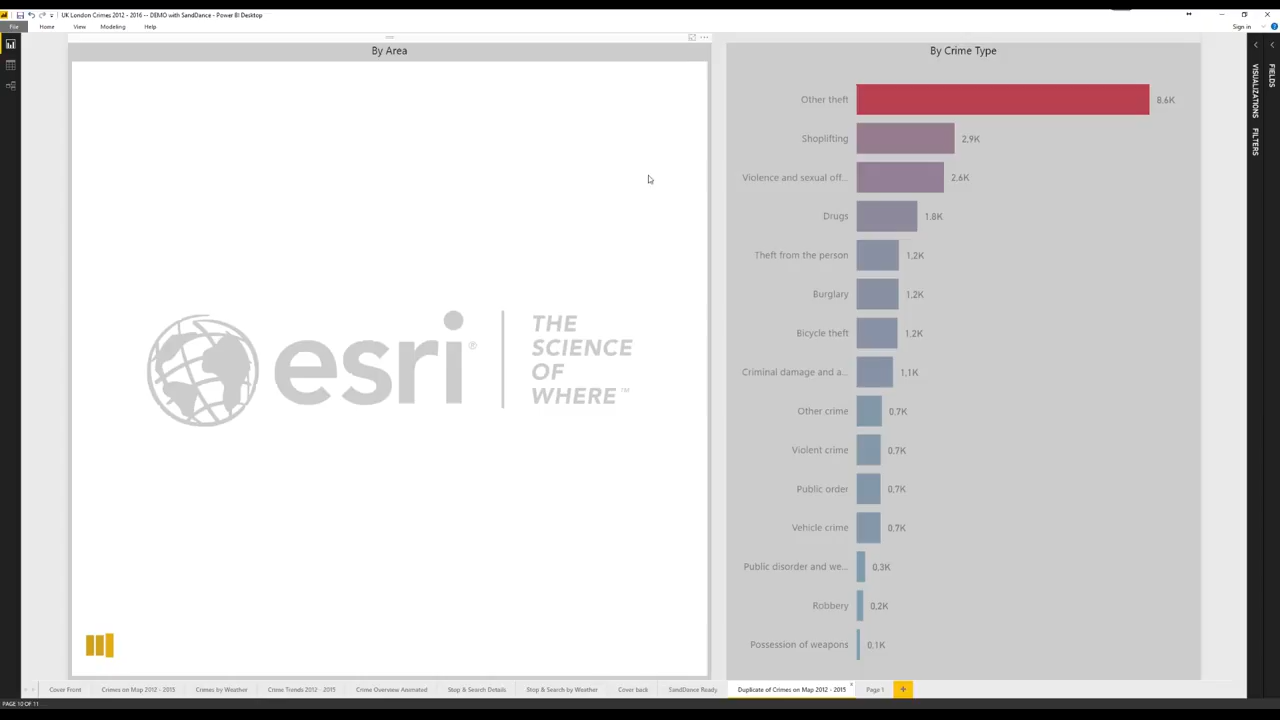 UK London Crimes 2012 - 2016 -- DEMO with SandDance - Power BI Desktop
File Home View Modeling Help
Sign in
By Area
By Crime Type
Other theft 8.6K
Shoplifting 2.9K
Violence and sexual off... 2.6K
Drugs 1.8K
Theft from the person 1.2K
Burglary 1.2K
Bicycle theft 1.2K
Criminal damage and a... 1.1K
Other crime 0.7K
Violent crime 0.7K
Public order 0.7K
Vehicle crime 0.7K
Public disorder and we... 0.3K
Robbery 0.2K
Possession of weapons 0.1K
esri®
THE
SCIENCE
OF
WHERE™
VISUALIZATIONS
FILTERS
FIELDS
Cover Front Crimes on Map 2012 - 2015 Crimes by Weather Crime Trends 2012 - 2015 Crime Overview Animated Stop & Search Details Stop & Search by Weather Cover back SandDance Ready Duplicate of Crimes on Map 2012 - 2015 Page 1
PAGE 10 OF 11